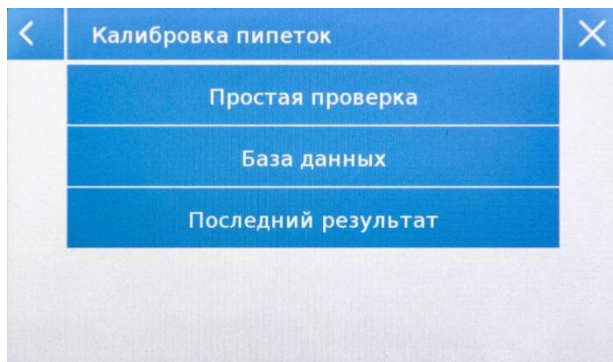 Калибровка пипеток
Простая проверка
База данных
Последний результат